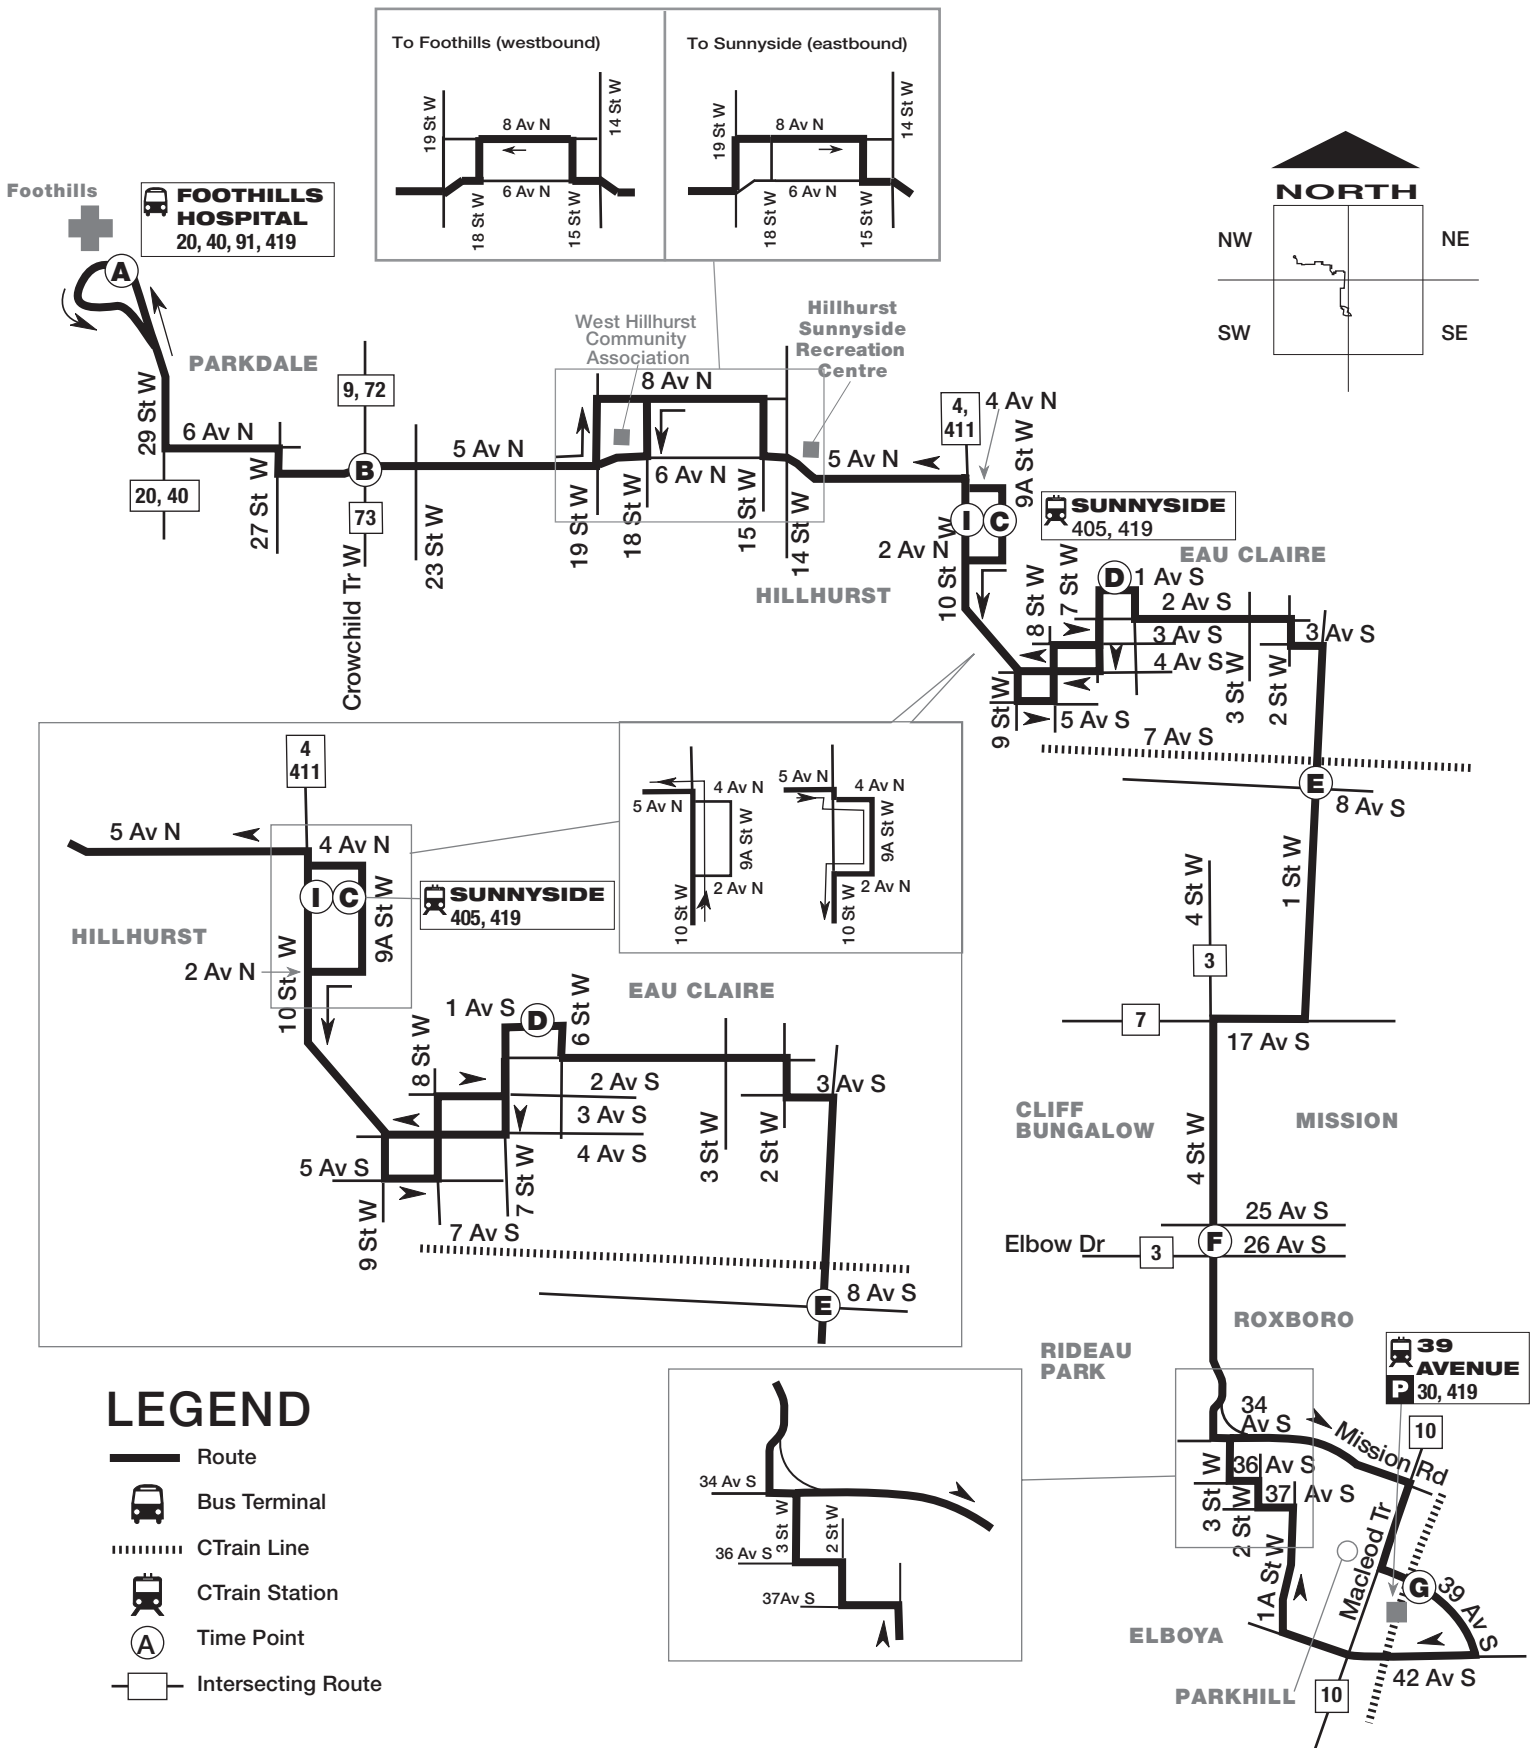 To Foothills (westbound)
19 St W
8 Av N
14 St W
6 Av N
18 St W
15 St W
To Sunnyside (eastbound)
19 St W
8 Av N
14 St W
6 Av N
18 St W
15 St W
NORTH
NW
NE
SW
SE
Foothills
FOOTHILLS
HOSPITAL
20, 40, 91, 419
A
PARKDALE
29 St W
6 Av N
20, 40
27 St W
9, 72
B
73
Crowchild Tr W
23 St W
5 Av N
West Hillhurst
Community
Association
Hillhurst
Sunnyside
Recreation
Centre
8 Av N
6 Av N
19 St W
18 St W
15 St W
14 St W
5 Av N
4,
411
4 Av N
9A St W
I
C
2 Av N
10 St W
SUNNYSIDE
405, 419
HILLHURST
EAU CLAIRE
8 St W
7 St W
D
1 Av S
2 Av S
3 Av S
3 Av S
4 Av S
3 St W
2 St W
9 St W
5 Av S
7 Av S
E
8 Av S
4
411
5 Av N
4 Av N
I
C
9A St W
SUNNYSIDE
405, 419
HILLHURST
2 Av N
10 St W
5 Av N
4 Av N
9A St W
2 Av N
10 St W
5 Av N
4 Av N
9A St W
2 Av N
10 St W
EAU CLAIRE
1 Av S
D
6 St W
8 St W
2 Av S
3 Av S
3 Av S
4 Av S
3 St W
2 St W
5 Av S
7 St W
9 St W
7 Av S
E
8 Av S
1 St W
4 St W
3
7
17 Av S
CLIFF
BUNGALOW
MISSION
4 St W
25 Av S
Elbow Dr
3
F
26 Av S
ROXBORO
RIDEAU
PARK
39
AVENUE
P
30, 419
34
Av S
Mission Rd
10
36 Av S
37 Av S
3 St W
2 St W
1A St W
Macleod Tr
G
39 Av S
ELBOYA
42 Av S
PARKHILL
10
34 Av S
3 St W
2 St W
36 Av S
37Av S
LEGEND
Route
Bus Terminal
CTrain Line
CTrain Station
A
Time Point
Intersecting Route